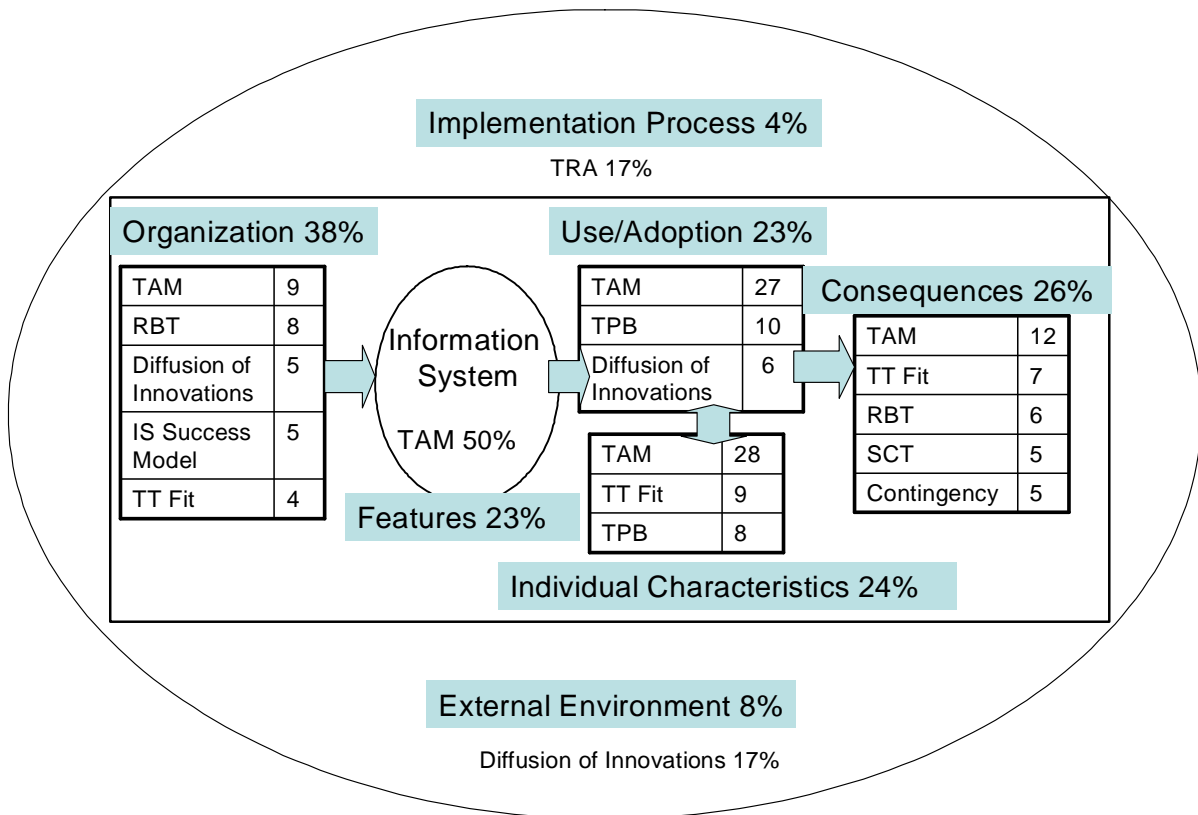 Implementation Process 4%
TRA 17%
Organization 38%
TAM 9
RBT 8
Diffusion of
Innovations 5
IS Success
Model 5
TT Fit 4
Information
System
TAM 50%
Features 23%
Use/Adoption 23%
TAM 27
TPB 10
Diffusion of
Innovations 6
TAM 28
TT Fit 9
TPB 8
Individual Characteristics 24%
Consequences 26%
TAM 12
TT Fit 7
RBT 6
SCT 5
Contingency 5
External Environment 8%
Diffusion of Innovations 17%